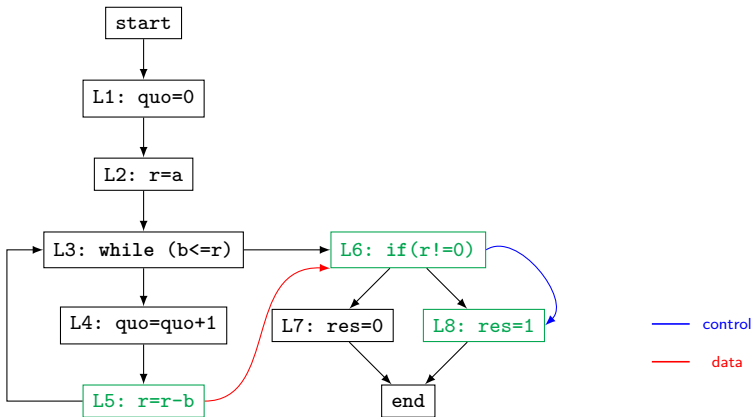 start
L1: quo=0
L2: r=a
L3: while (b<=r)
L6: if(r!=0)
L4: quo=quo+1
L7: res=0
L8: res=1
control
data
L5: r=r-b
end